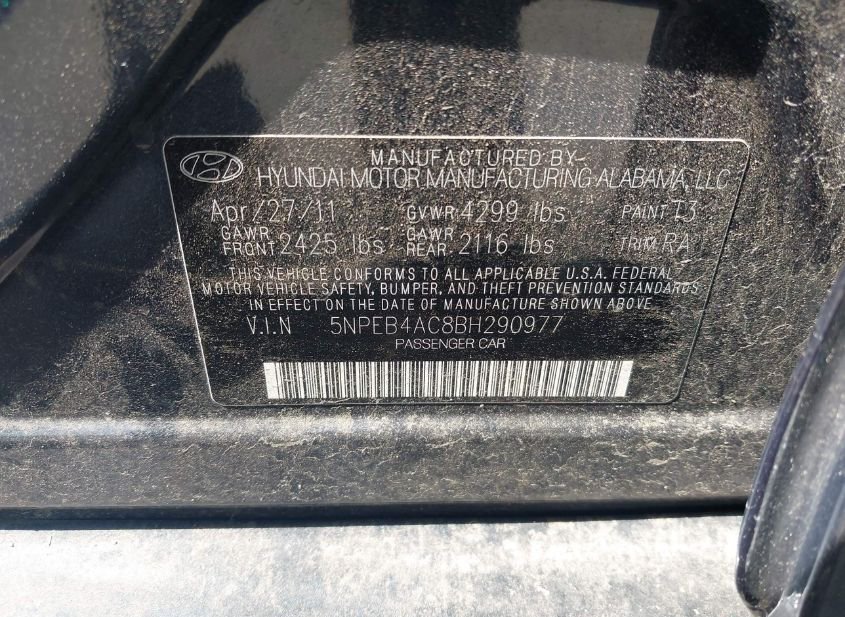 MANUFACTURED BY
HYUNDAI MOTOR MANUFACTURING ALABAMA, LLC
Apr/27/11 GVWR 4299 lbs PAINT T3
GAWR FRONT 2425 lbs GAWR REAR 2116 lbs TRIM RA
THIS VEHICLE CONFORMS TO ALL APPLICABLE U.S.A. FEDERAL
MOTOR VEHICLE SAFETY, BUMPER, AND THEFT PREVENTION STANDARDS
IN EFFECT ON THE DATE OF MANUFACTURE SHOWN ABOVE.
V.I.N 5NPEB4AC8BH290977
PASSENGER CAR